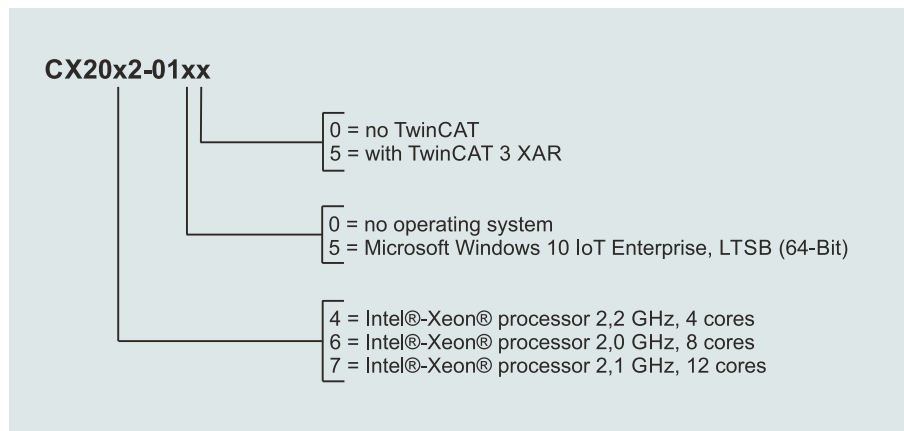 CX20x2-01xx
0 = no TwinCAT
5 = with TwinCAT 3 XAR
0 = no operating system
5 = Microsoft Windows 10 IoT Enterprise, LTSB (64-Bit)
4 = Intel®-Xeon® processor 2,2 GHz, 4 cores
6 = Intel®-Xeon® processor 2,0 GHz, 8 cores
7 = Intel®-Xeon® processor 2,1 GHz, 12 cores